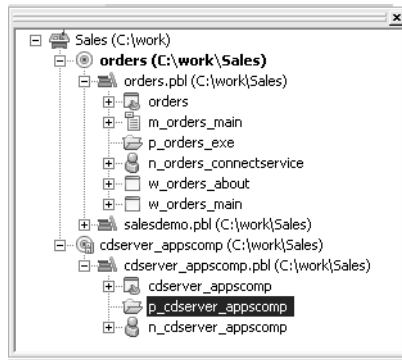 Sales (C:\work)
orders (C:\work\Sales)
orders.pbl (C:\work\Sales)
orders
m_orders_main
p_orders_exe
n_orders_connectservice
w_orders_about
w_orders_main
salesdemo.pbl (C:\work\Sales)
cdserver_appscomp (C:\work\Sales)
cdserver_appscomp.pbl (C:\work\Sales)
cdserver_appscomp
p_cdserver_appscomp
n_cdserver_appscomp